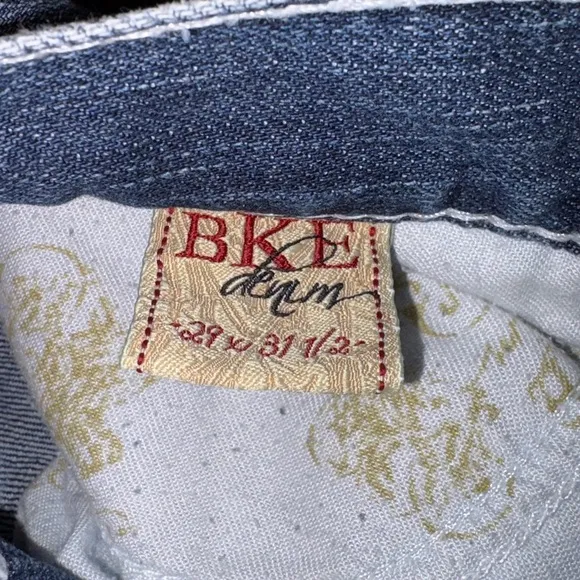 BKE
denim
-29 x 31 1/2-